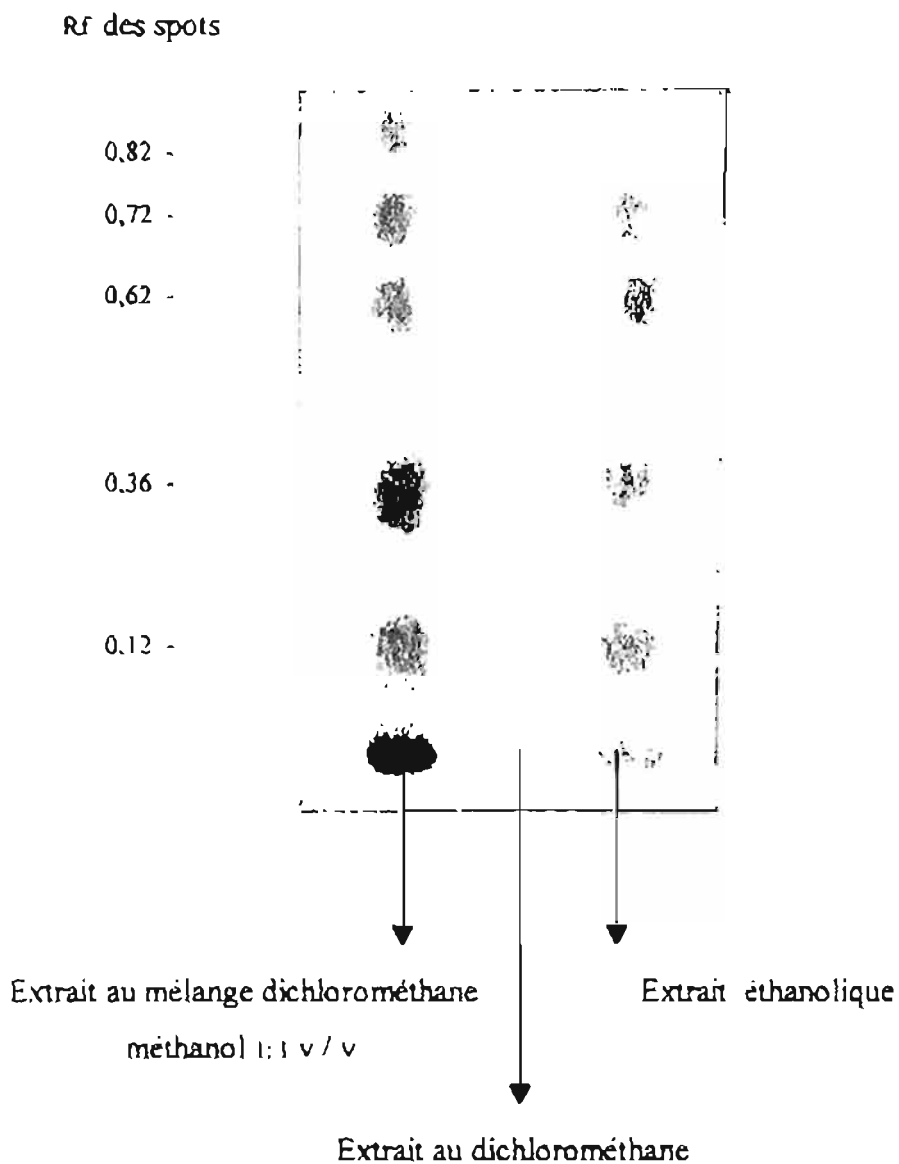 Rf des spots
0.82 -
0.72 -
0.62 -
0.36 -
0.12 -
Extrait au mélange dichlorométhane
méthanol 1:1 v / v
Extrait éthanolique
Extrait au dichlorométhane